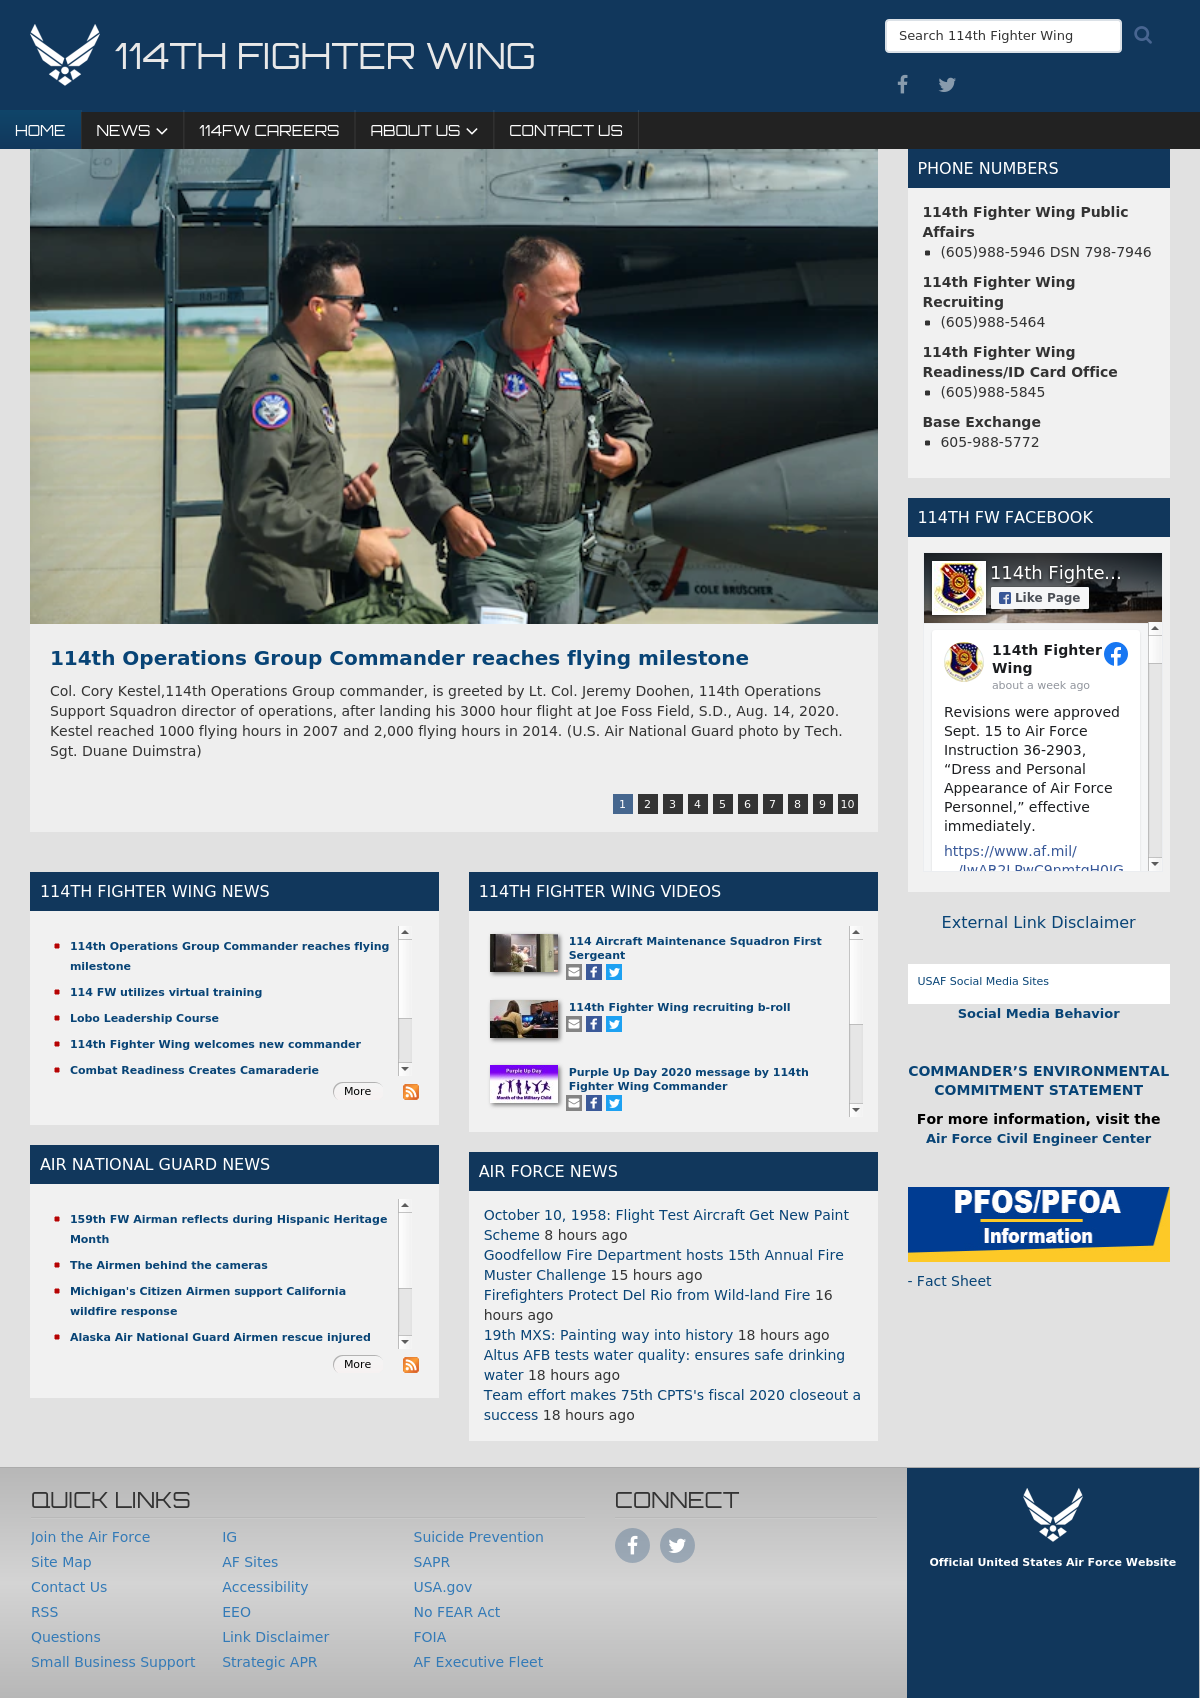 114TH FIGHTER WING
Search 114th Fighter Wing
HOME
NEWS
114FW CAREERS
ABOUT US
CONTACT US
COLE BRUSCHER
114th Operations Group Commander reaches flying milestone
Col. Cory Kestel,114th Operations Group commander, is greeted by Lt. Col. Jeremy Doohen, 114th Operations
Support Squadron director of operations, after landing his 3000 hour flight at Joe Foss Field, S.D., Aug. 14, 2020.
Kestel reached 1000 flying hours in 2007 and 2,000 flying hours in 2014. (U.S. Air National Guard photo by Tech.
Sgt. Duane Duimstra)
1 2 3 4 5 6 7 8 9 10
PHONE NUMBERS
114th Fighter Wing Public
Affairs
(605)988-5946 DSN 798-7946
114th Fighter Wing
Recruiting
(605)988-5464
114th Fighter Wing
Readiness/ID Card Office
(605)988-5845
Base Exchange
605-988-5772
114TH FW FACEBOOK
114th Fighte...
Like Page
114th Fighter
Wing
about a week ago
Revisions were approved
Sept. 15 to Air Force
Instruction 36-2903,
“Dress and Personal
Appearance of Air Force
Personnel,” effective
immediately.
https://www.af.mil/
External Link Disclaimer
USAF Social Media Sites
Social Media Behavior
COMMANDER’S ENVIRONMENTAL
COMMITMENT STATEMENT
For more information, visit the
Air Force Civil Engineer Center
PFOS/PFOA
Information
- Fact Sheet
114TH FIGHTER WING NEWS
114th Operations Group Commander reaches flying
milestone
114 FW utilizes virtual training
Lobo Leadership Course
114th Fighter Wing welcomes new commander
Combat Readiness Creates Camaraderie
More
114TH FIGHTER WING VIDEOS
114 Aircraft Maintenance Squadron First
Sergeant
114th Fighter Wing recruiting b-roll
Purple Up Day
Month of the Military Child
Purple Up Day 2020 message by 114th
Fighter Wing Commander
AIR NATIONAL GUARD NEWS
159th FW Airman reflects during Hispanic Heritage
Month
The Airmen behind the cameras
Michigan's Citizen Airmen support California
wildfire response
Alaska Air National Guard Airmen rescue injured
More
AIR FORCE NEWS
October 10, 1958: Flight Test Aircraft Get New Paint
Scheme 8 hours ago
Goodfellow Fire Department hosts 15th Annual Fire
Muster Challenge 15 hours ago
Firefighters Protect Del Rio from Wild-land Fire 16
hours ago
19th MXS: Painting way into history 18 hours ago
Altus AFB tests water quality: ensures safe drinking
water 18 hours ago
Team effort makes 75th CPTS's fiscal 2020 closeout a
success 18 hours ago
QUICK LINKS
Join the Air Force
Site Map
Contact Us
RSS
Questions
Small Business Support
IG
AF Sites
Accessibility
EEO
Link Disclaimer
Strategic APR
Suicide Prevention
SAPR
USA.gov
No FEAR Act
FOIA
AF Executive Fleet
CONNECT
Official United States Air Force Website